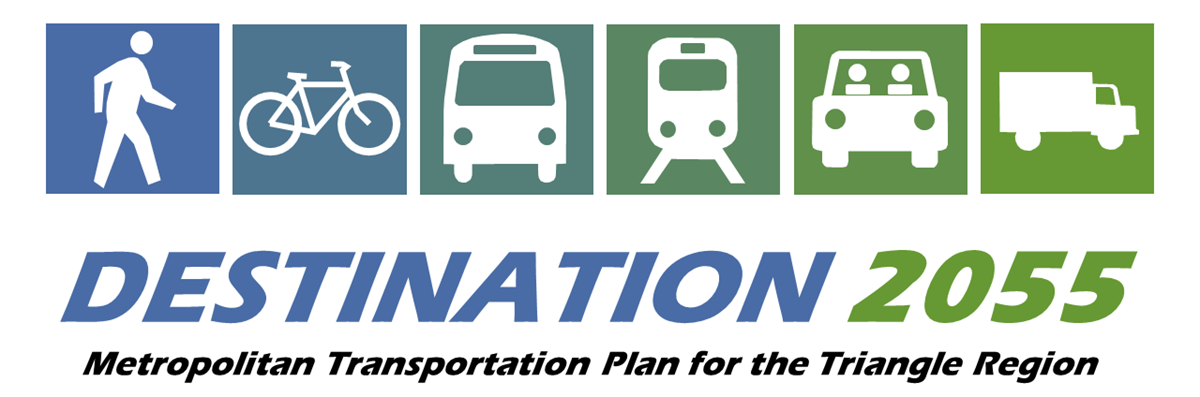 DESTINATION 2055
Metropolitan Transportation Plan for the Triangle Region